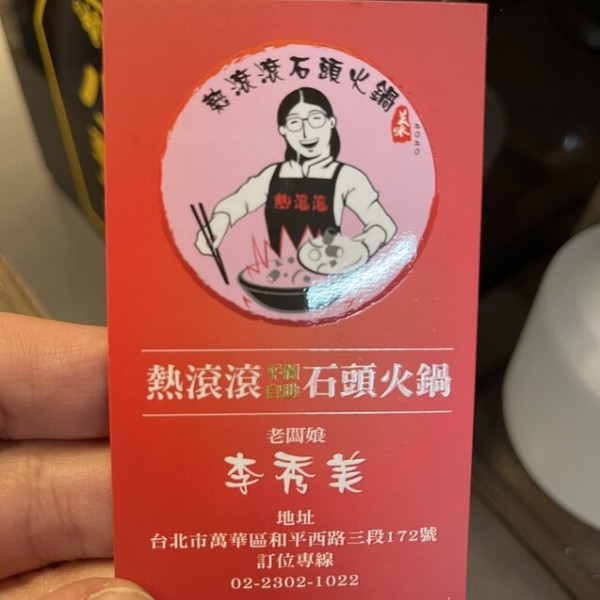 熱滾滾石頭火鍋
美味
熱滾滾
熱滾滾平價自助石頭火鍋
老闆娘
李秀美
地址
台北市萬華區和平西路三段172號
訂位專線
02-2302-1022